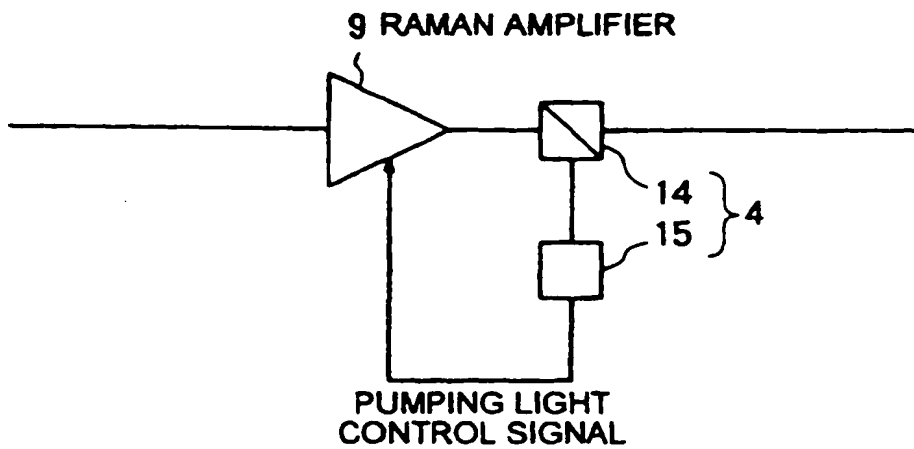 9 RAMAN AMPLIFIER
14
15
4
PUMPING LIGHT
CONTROL SIGNAL